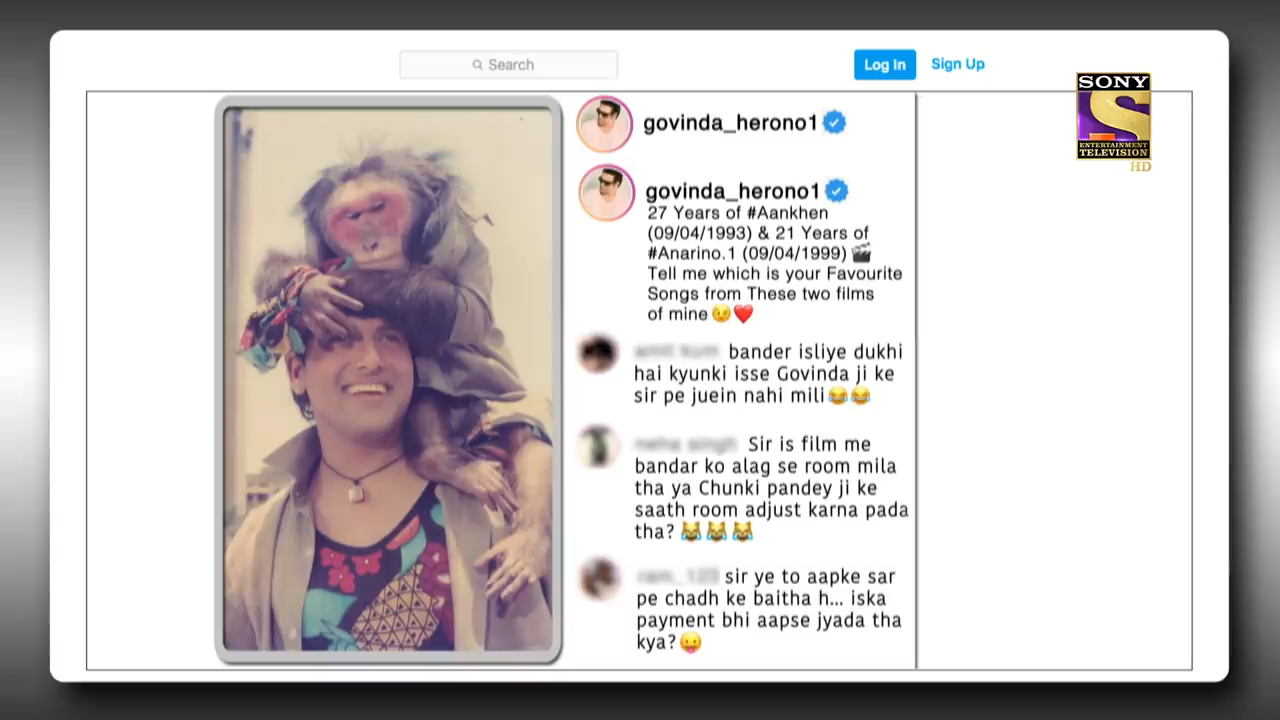 Search
Log In
Sign Up
SONY
ENTERTAINMENT
TELEVISION
HD
govinda_herono1
govinda_herono1
27 Years of #Aankhen
(09/04/1993) & 21 Years of
#Anarino.1 (09/04/1999) 🎬
Tell me which is your Favourite
Songs from These two films
of mine 😉❤️
bander isliye dukhi
hai kyunki isse Govinda ji ke
sir pe juein nahi mili😂😂
Sir is film me
bandar ko alag se room mila
tha ya Chunki pandey ji ke
saath room adjust karna pada
tha? 😹😹😹
sir ye to aapke sar
pe chadh ke baitha h... iska
payment bhi aapse jyada tha
kya?😛